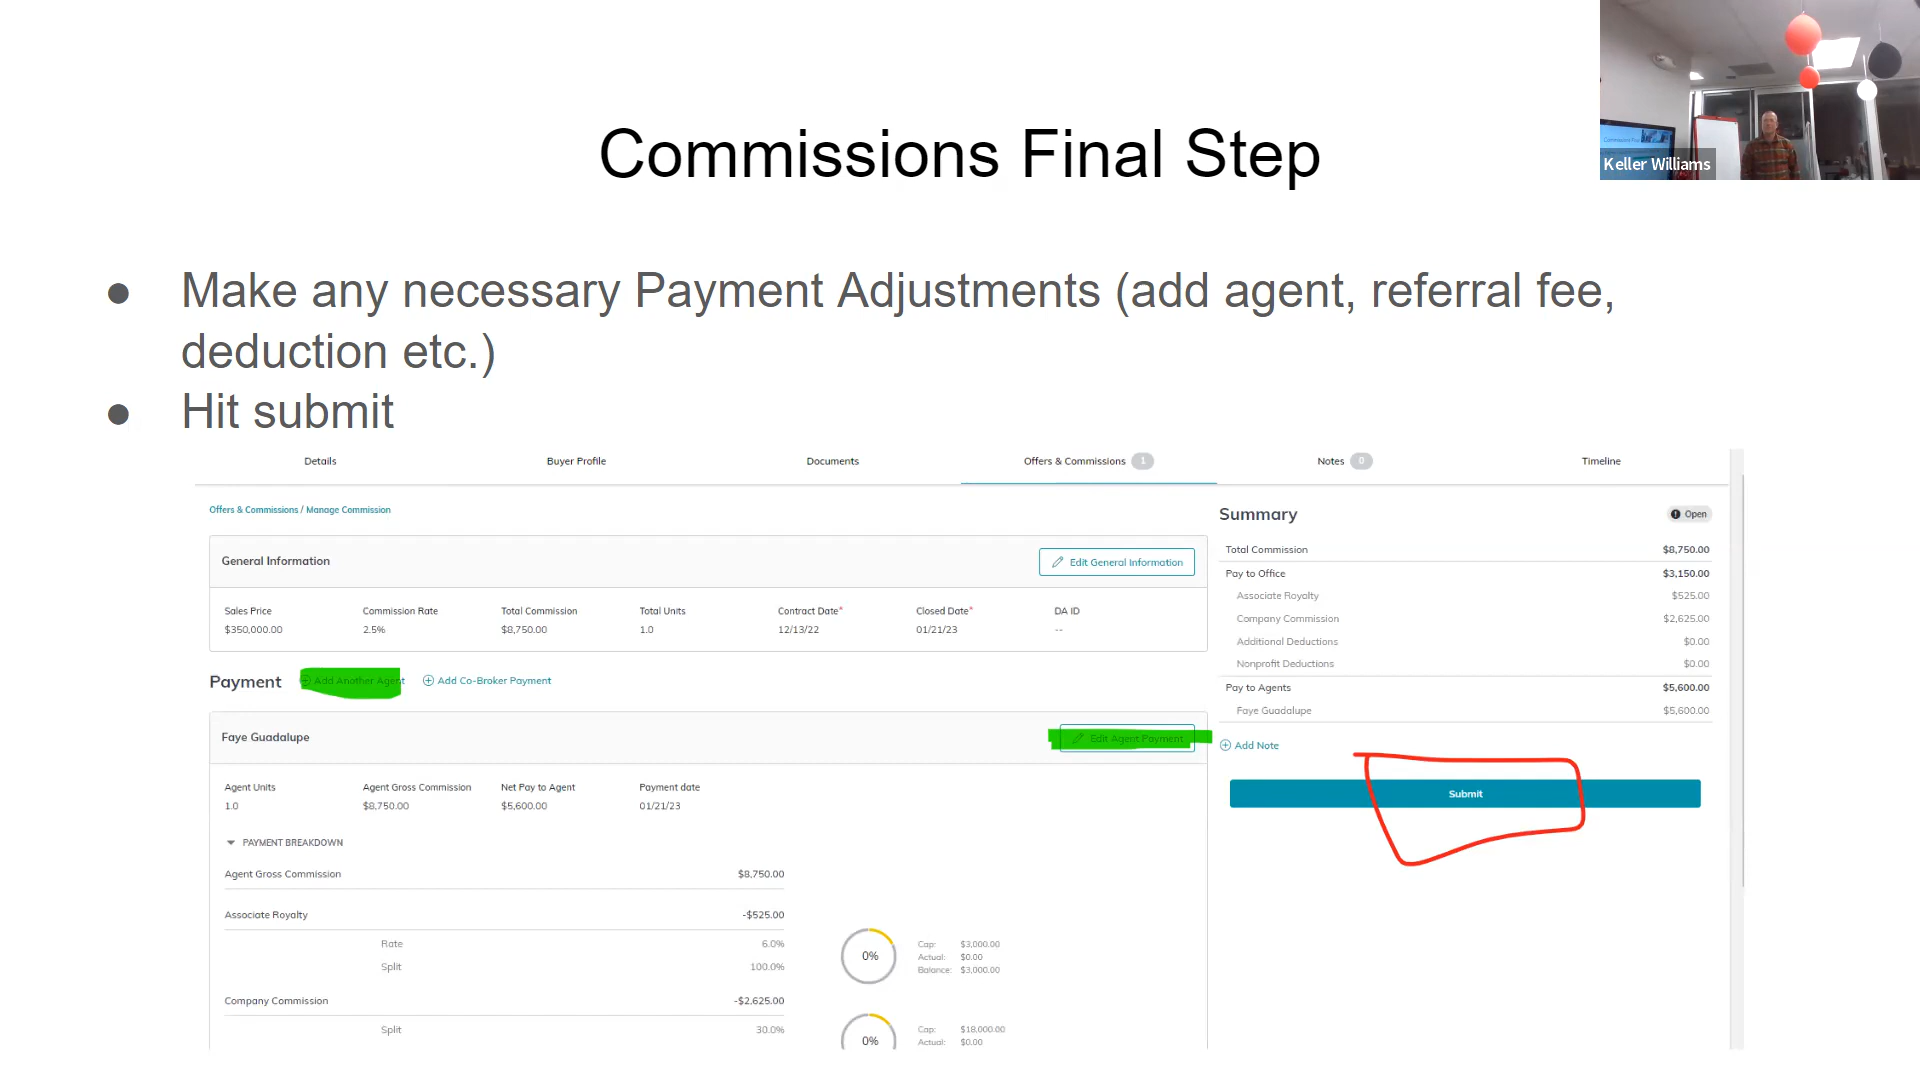 Keller Williams
Commissions Final Step
● Make any necessary Payment Adjustments (add agent, referral fee,
deduction etc.)
● Hit submit
Details Buyer Profile Documents Offers & Commissions 1 Notes 0 Timeline
Offers & Commissions / Manage Commission
General Information Edit General Information
Sales Price Commission Rate Total Commission Total Units Contract Date* Closed Date* DA ID
$350,000.00 2.5% $8,750.00 1.0 12/13/22 01/21/23 --
Payment Add Another Agent Add Co-Broker Payment
Faye Guadalupe Edit Agent Payment
Agent Units Agent Gross Commission Net Pay to Agent Payment date
1.0 $8,750.00 $5,600.00 01/21/23
PAYMENT BREAKDOWN
Agent Gross Commission $8,750.00
Associate Royalty -$525.00
Rate 6.0%
Split 100.0%
0%
Cap: $3,000.00
Actual: $0.00
Balance: $3,000.00
Company Commission -$2,625.00
Split 30.0%
0%
Cap: $18,000.00
Actual: $0.00
Summary Open
Total Commission $8,750.00
Pay to Office $3,150.00
Associate Royalty $525.00
Company Commission $2,625.00
Additional Deductions $0.00
Nonprofit Deductions $0.00
Pay to Agents $5,600.00
Faye Guadalupe $5,600.00
Add Note
Submit